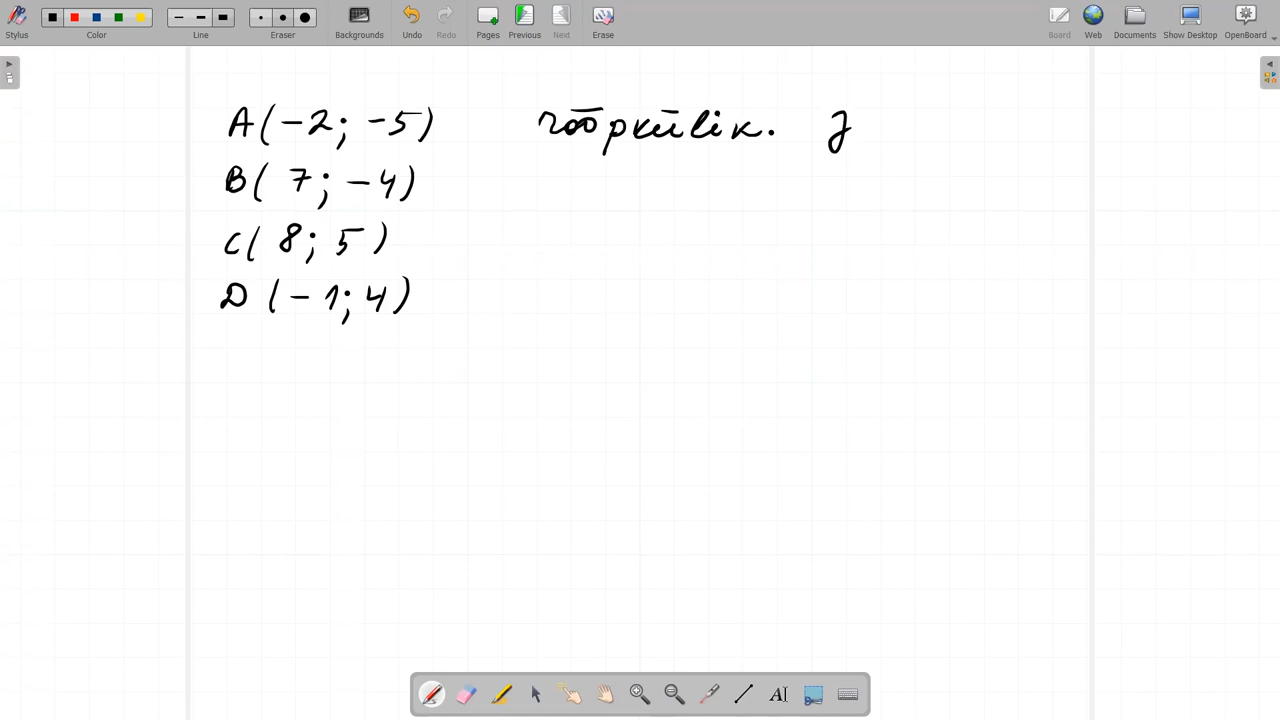 Stylus
Color
Line
Eraser
Backgrounds
Undo
Redo
Pages
Previous
Next
Erase
Board
Web
Documents
Show Desktop
OpenBoard
A(-2; -5)
B( 7; -4)
C( 8; 5 )
D (-1; 4)
rööpkülik. J